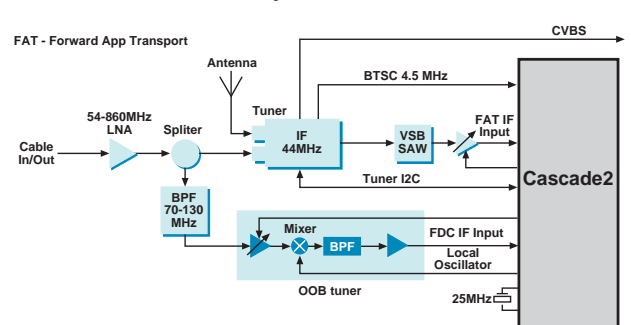 CVBS
FAT - Forward App Transport
Antenna
BTSC 4.5 MHz
Tuner
54-860MHz
LNA
Spliter
FAT IF
Input
IF
44MHz
VSB
SAW
Cable
In/Out
Tuner I2C
Cascade2
BPF
70-130
MHz
Mixer
BPF
FDC IF Input
Local
Oscillator
OOB tuner
25MHz